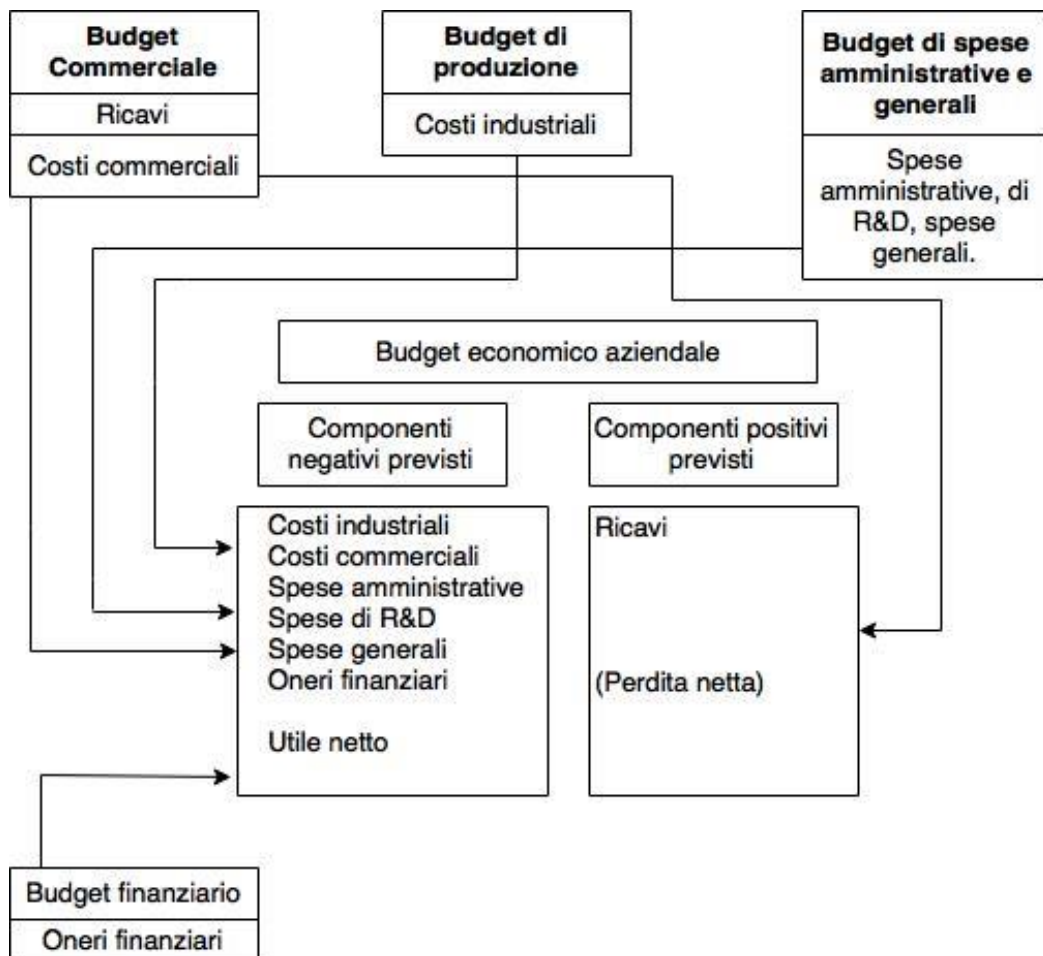 Budget
Commerciale
Ricavi
Costi commerciali
Budget di
produzione
Costi industriali
Budget di spese
amministrative e
generali
Spese
amministrative, di
R&D, spese
generali.
Budget economico aziendale
Componenti
negativi previsti
Componenti positivi
previsti
Costi industriali
Costi commerciali
Spese amministrative
Spese di R&D
Spese generali
Oneri finanziari
Utile netto
Ricavi
(Perdita netta)
Budget finanziario
Oneri finanziari